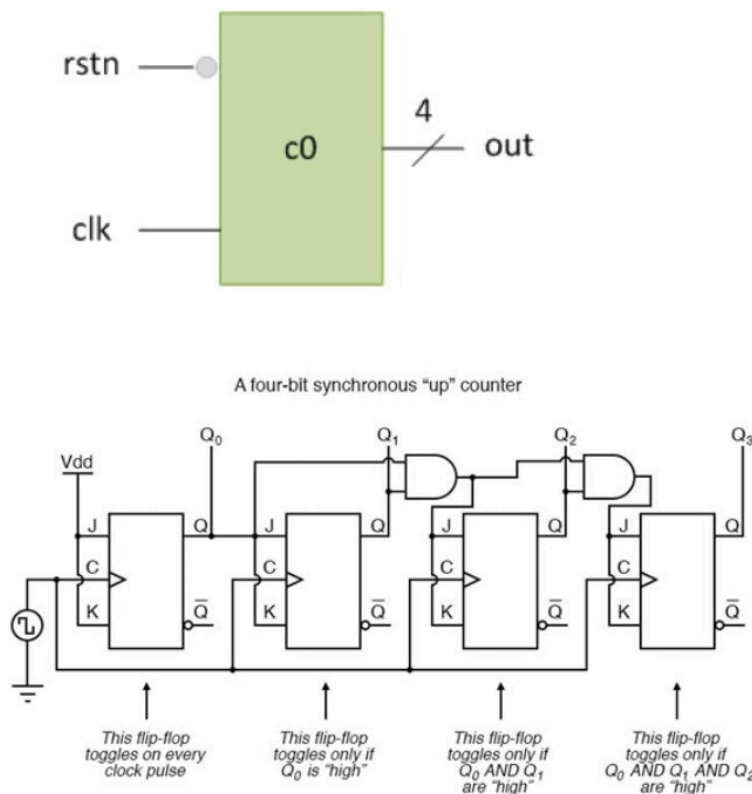 rstn
4
c0
out
clk
A four-bit synchronous “up” counter
Q0
Q1
Q2
Q3
Vdd
J
Q
J
Q
J
Q
J
Q
C
C
C
C
K
Q̅
K
Q̅
K
Q̅
K
Q̅
This flip-flop
toggles on every
clock pulse
This flip-flop
toggles only if
Q0 is “high”
This flip-flop
toggles only if
Q0 AND Q1
are “high”
This flip-flop
toggles only if
Q0 AND Q1 AND Q2
are “high”